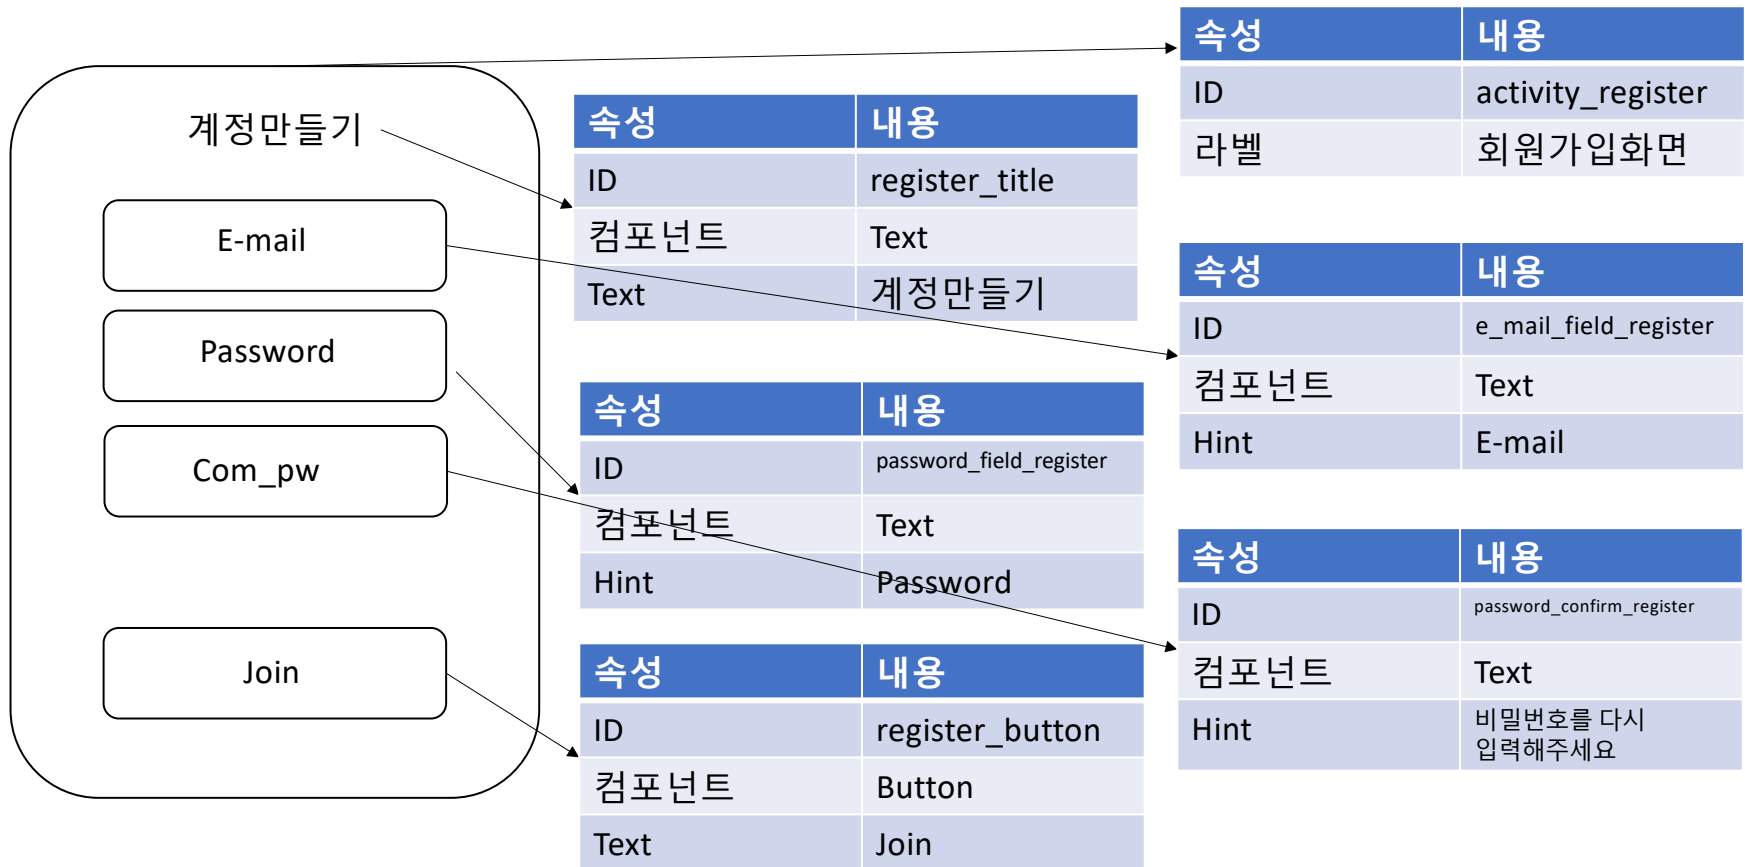 계정만들기
E-mail
Password
Com_pw
Join
속성 내용
ID register_title
컴포넌트 Text
Text 계정만들기
속성 내용
ID password_field_register
컴포넌트 Text
Hint Password
속성 내용
ID register_button
컴포넌트 Button
Text Join
속성 내용
ID activity_register
라벨 회원가입화면
속성 내용
ID e_mail_field_register
컴포넌트 Text
Hint E-mail
속성 내용
ID password_confirm_register
컴포넌트 Text
Hint 비밀번호를 다시
입력해주세요